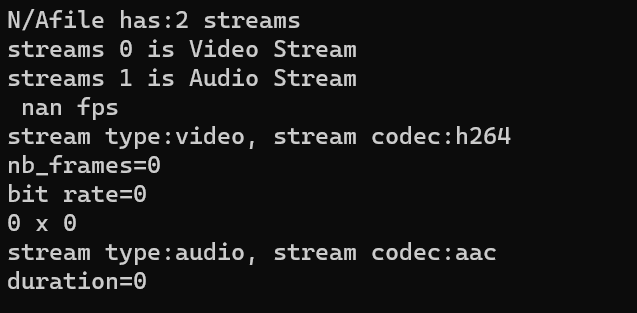 N/Afile has:2 streams
streams 0 is Video Stream
streams 1 is Audio Stream
nan fps
stream type:video, stream codec:h264
nb_frames=0
bit rate=0
0 x 0
stream type:audio, stream codec:aac
duration=0